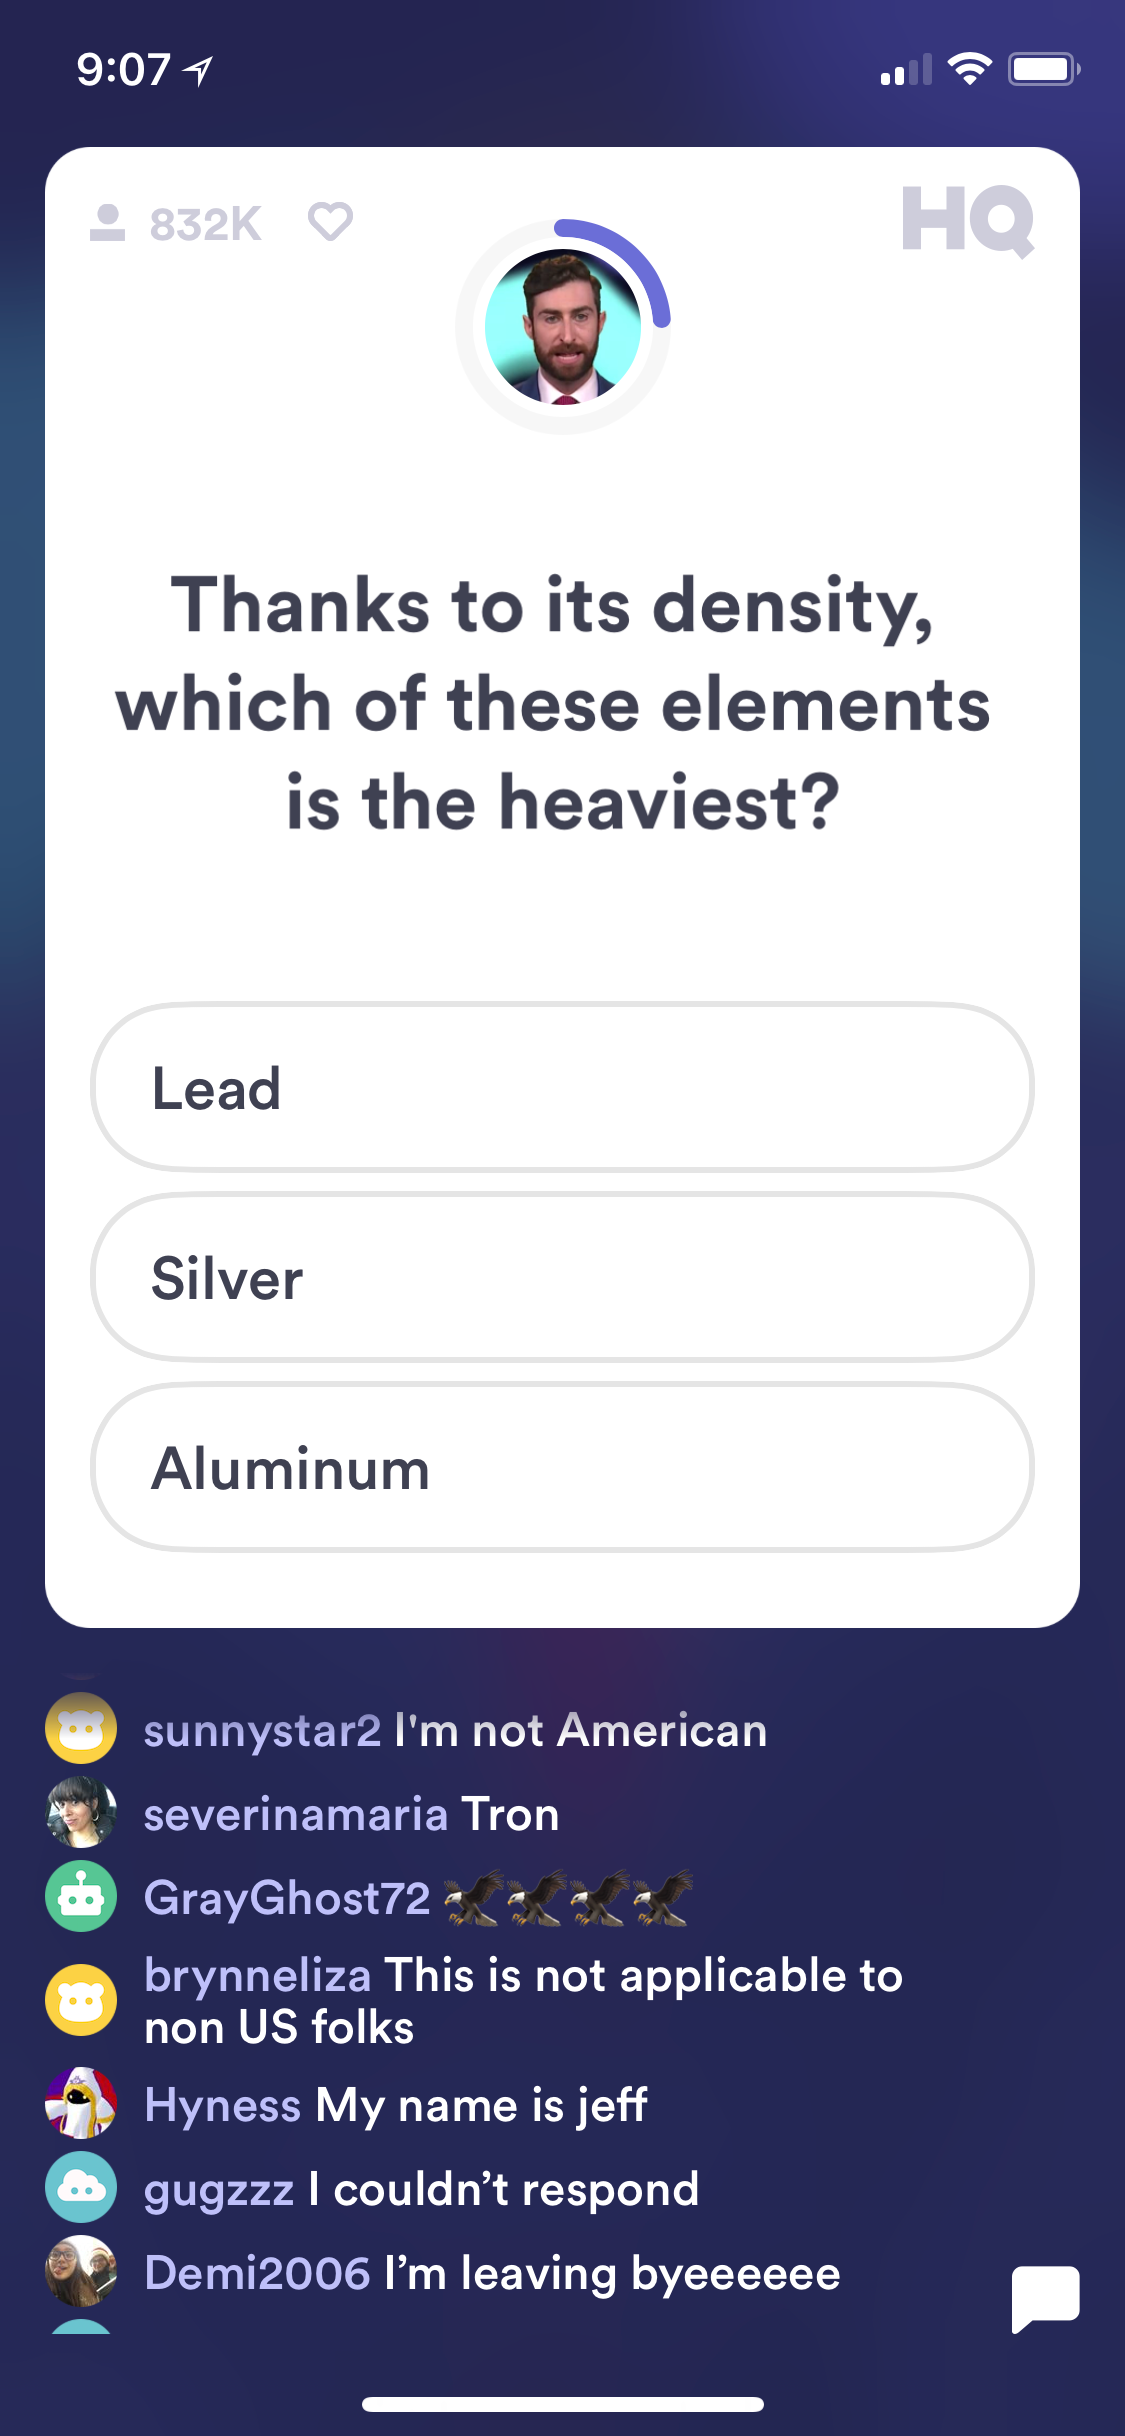 9:07
832K
HQ
Thanks to its density,
which of these elements
is the heaviest?
Lead
Silver
Aluminum
sunnystar2 I'm not American
severinamaria Tron
GrayGhost72 🦅🦅🦅🦅
brynneliza This is not applicable to
non US folks
Hyness My name is jeff
gugzzz I couldn’t respond
Demi2006 I’m leaving byeeeeee